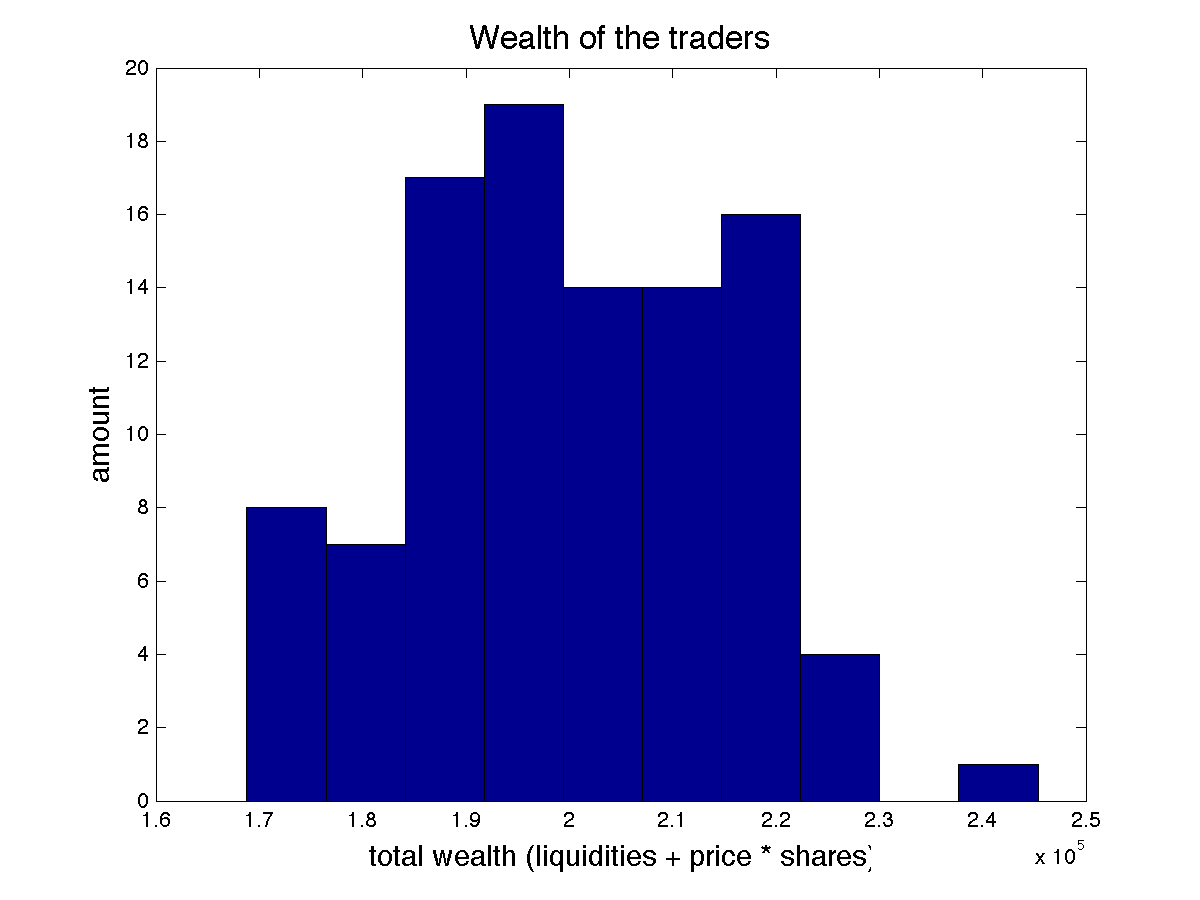 Wealth of the traders
20
18
16
14
12
10
8
6
4
2
0
amount
1.6 1.7 1.8 1.9 2 2.1 2.2 2.3 2.4 2.5
x 10^5
total wealth (liquidities + price * shares)